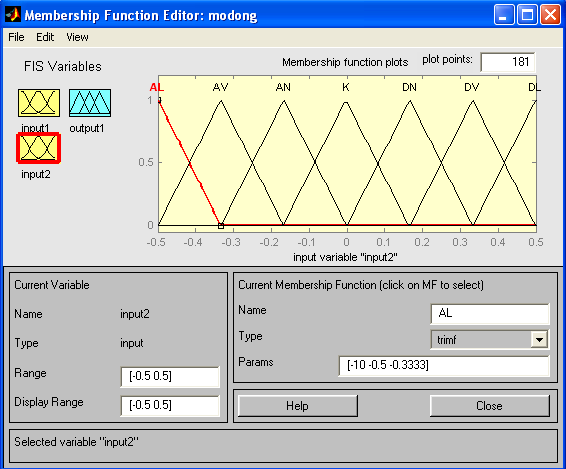 Membership Function Editor: modong
File Edit View
FIS Variables
Membership function plots plot points: 181
AL AV AN K DN DV DL
1
0.5
0
input1 output1
input2
-0.5 -0.4 -0.3 -0.2 -0.1 0 0.1 0.2 0.3 0.4 0.5
input variable "input2"
Current Variable
Name input2
Type input
Range [-0.5 0.5]
Display Range [-0.5 0.5]
Current Membership Function (click on MF to select)
Name AL
Type trimf
Params [-10 -0.5 -0.3333]
Help Close
Selected variable "input2"